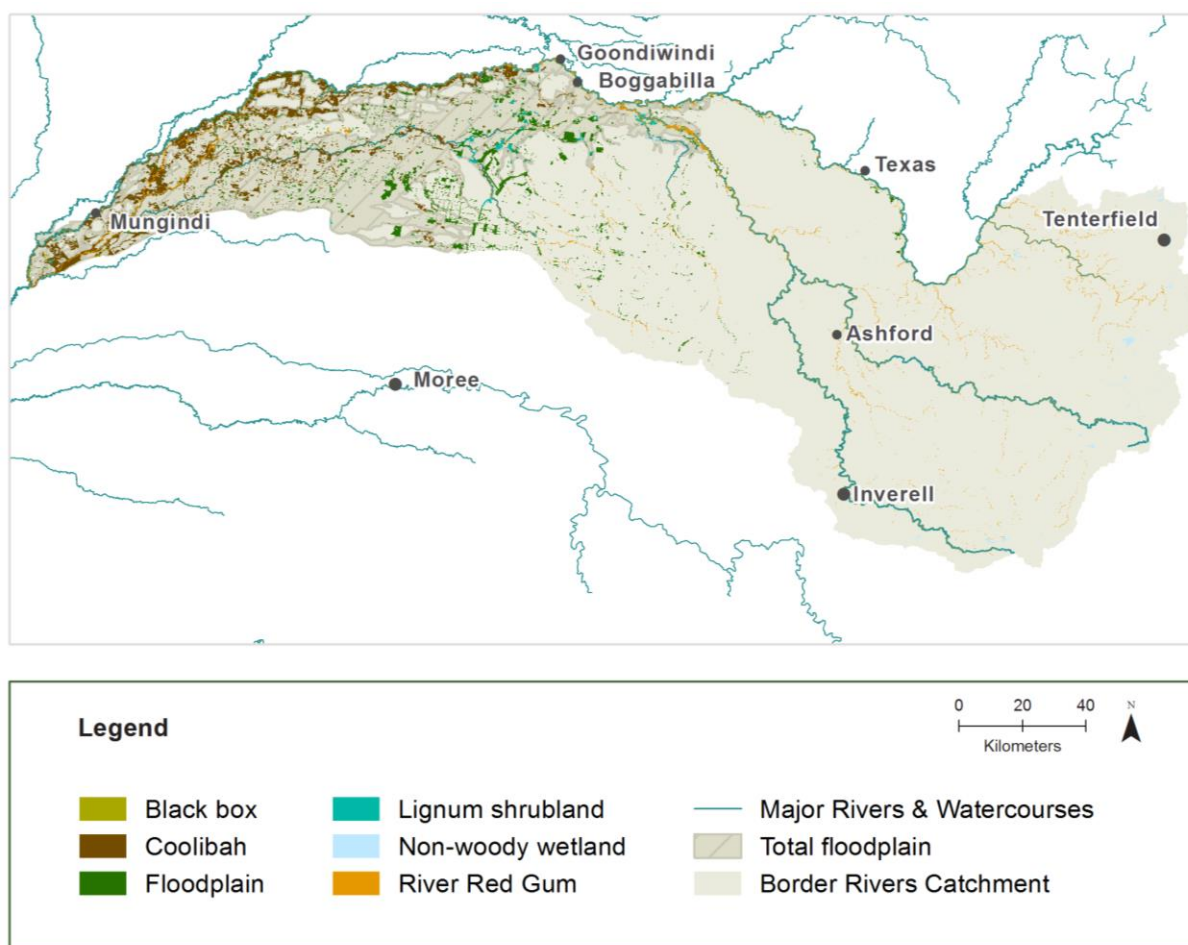 Goondiwindi
Boggabilla
Texas
Mungindi
Tenterfield
Ashford
Moree
Inverell
Legend
0 20 40
Kilometers
N
Black box
Coolibah
Floodplain
Lignum shrubland
Non-woody wetland
River Red Gum
Major Rivers & Watercourses
Total floodplain
Border Rivers Catchment